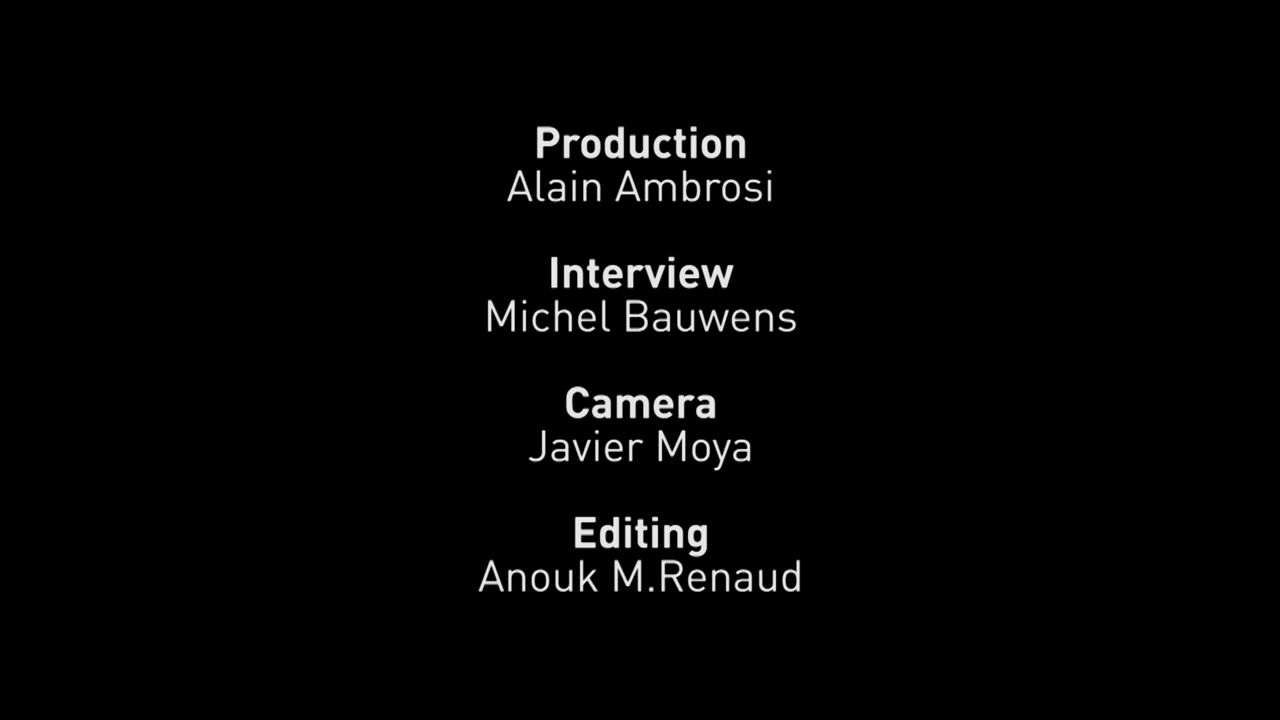 Production
Alain Ambrosi
Interview
Michel Bauwens
Camera
Javier Moya
Editing
Anouk M.Renaud